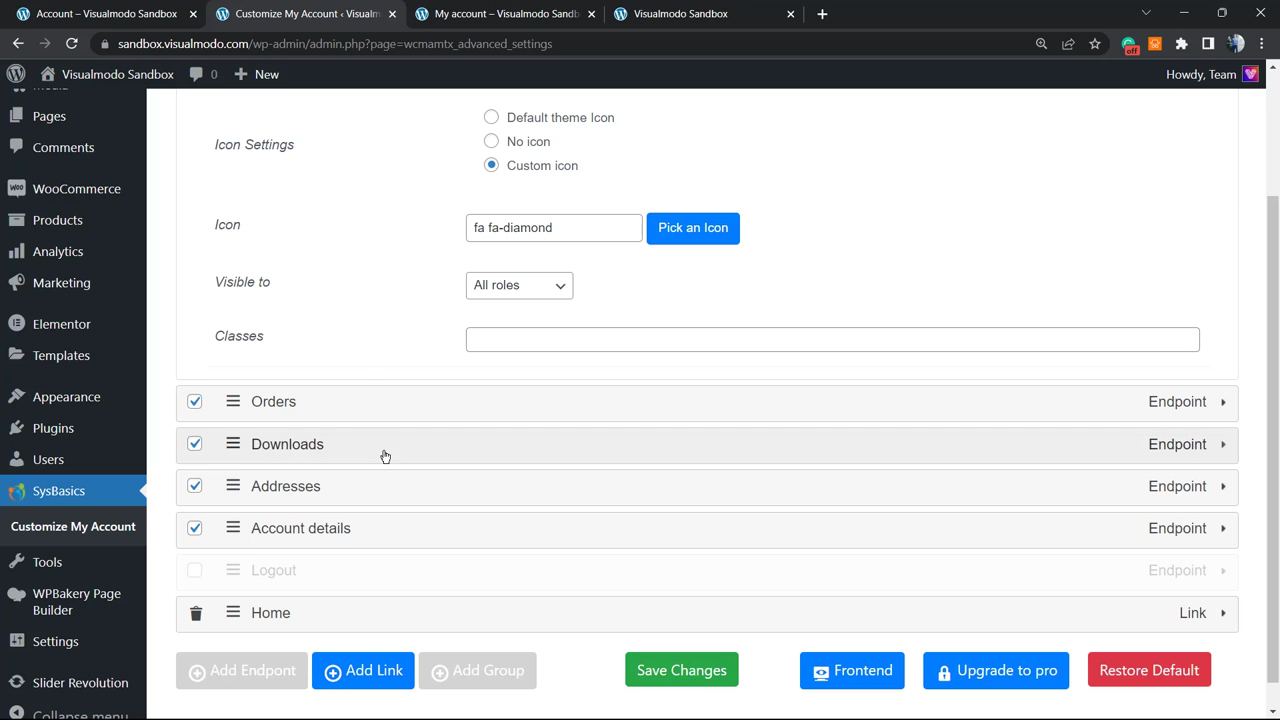 Account – Visualmodo Sandbox
Customize My Account ‹ Visualm
My account – Visualmodo Sandb
Visualmodo Sandbox
sandbox.visualmodo.com/wp-admin/admin.php?page=wcmamtx_advanced_settings
off
Visualmodo Sandbox
0
New
Howdy, Team
Media
Pages
Comments
WooCommerce
Products
Analytics
Marketing
Elementor
Templates
Appearance
Plugins
Users
SysBasics
Customize My Account
Tools
WPBakery Page
Builder
Settings
Slider Revolution
Collapse menu
Icon Settings
Default theme Icon
No icon
Custom icon
Icon
fa fa-diamond
Pick an Icon
Visible to
All roles
Classes
Orders Endpoint
Downloads Endpoint
Addresses Endpoint
Account details Endpoint
Logout Endpoint
Home Link
Add Endpont
Add Link
Add Group
Save Changes
Frontend
Upgrade to pro
Restore Default